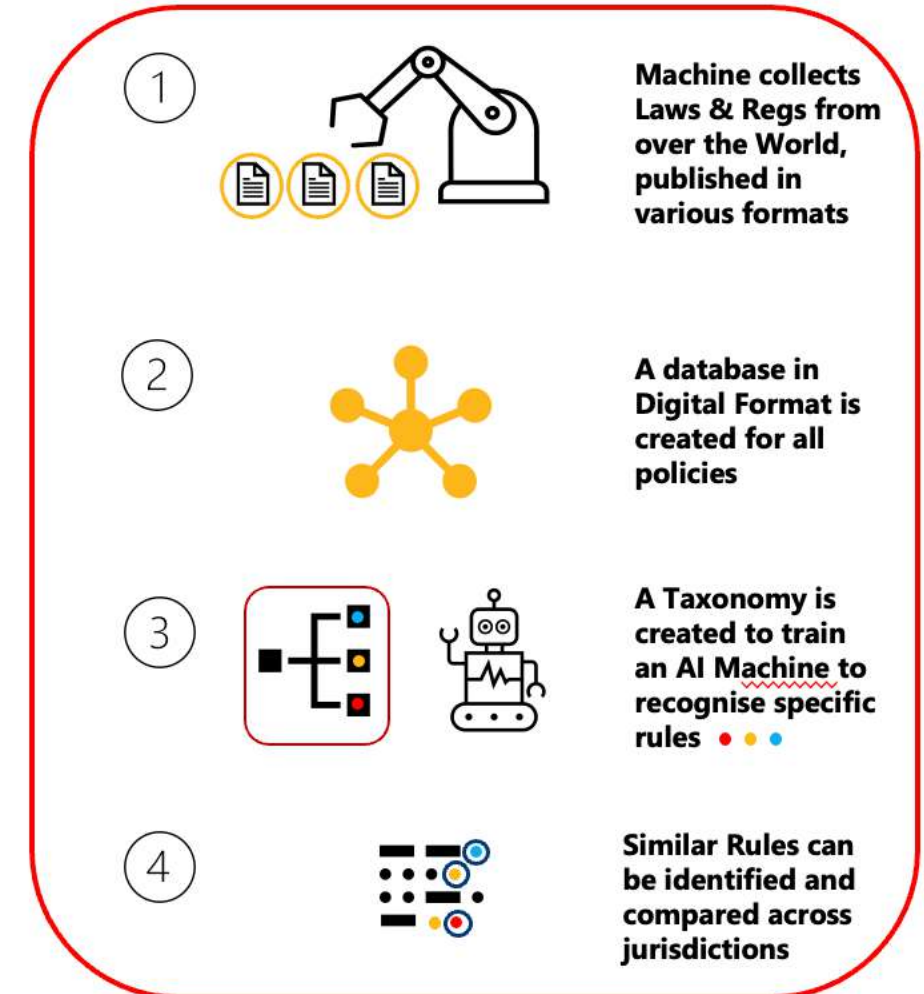 1
Machine collects
Laws & Regs from
over the World,
published in
various formats
2
A database in
Digital Format is
created for all
policies
3
A Taxonomy is
created to train
an AI Machine to
recognise specific
rules
4
Similar Rules can
be identified and
compared across
jurisdictions